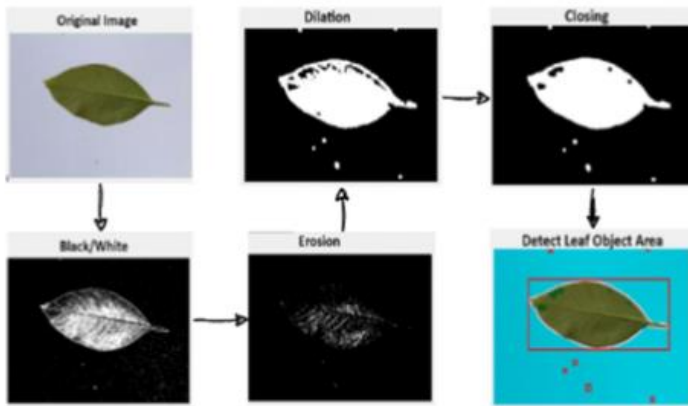 Original Image
Dilation
Closing
Black/White
Erosion
Detect Leaf Object Area